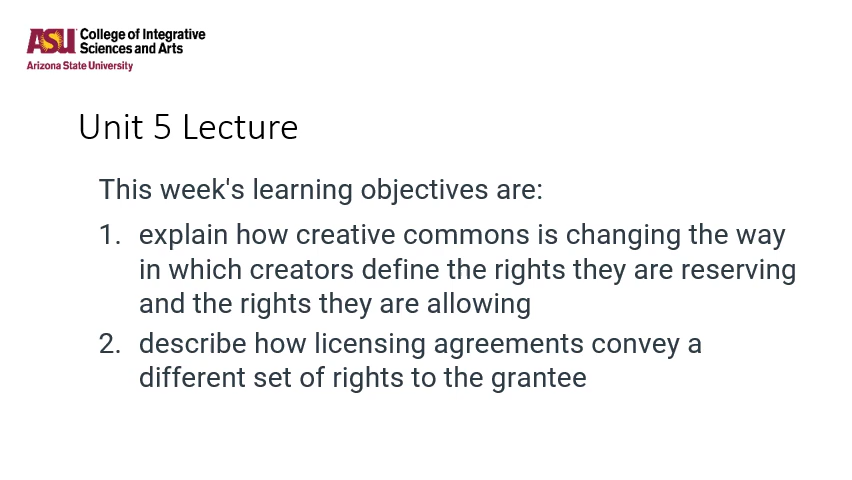 ASU College of Integrative
Sciences and Arts
Arizona State University
Unit 5 Lecture
This week's learning objectives are:
1. explain how creative commons is changing the way
in which creators define the rights they are reserving
and the rights they are allowing
2. describe how licensing agreements convey a
different set of rights to the grantee